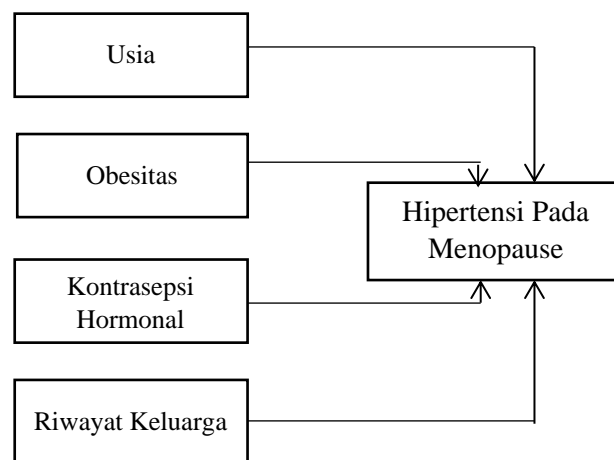 Usia
Obesitas
Hipertensi Pada
Menopause
Kontrasepsi
Hormonal
Riwayat Keluarga